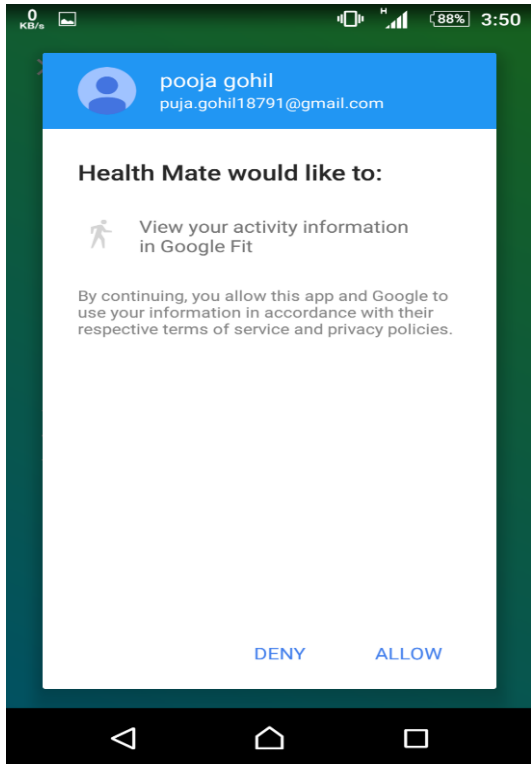 0
KB/s
H
88%
3:50
pooja gohil
puja.gohil18791@gmail.com
Health Mate would like to:
View your activity information
in Google Fit
By continuing, you allow this app and Google to
use your information in accordance with their
respective terms of service and privacy policies.
DENY ALLOW